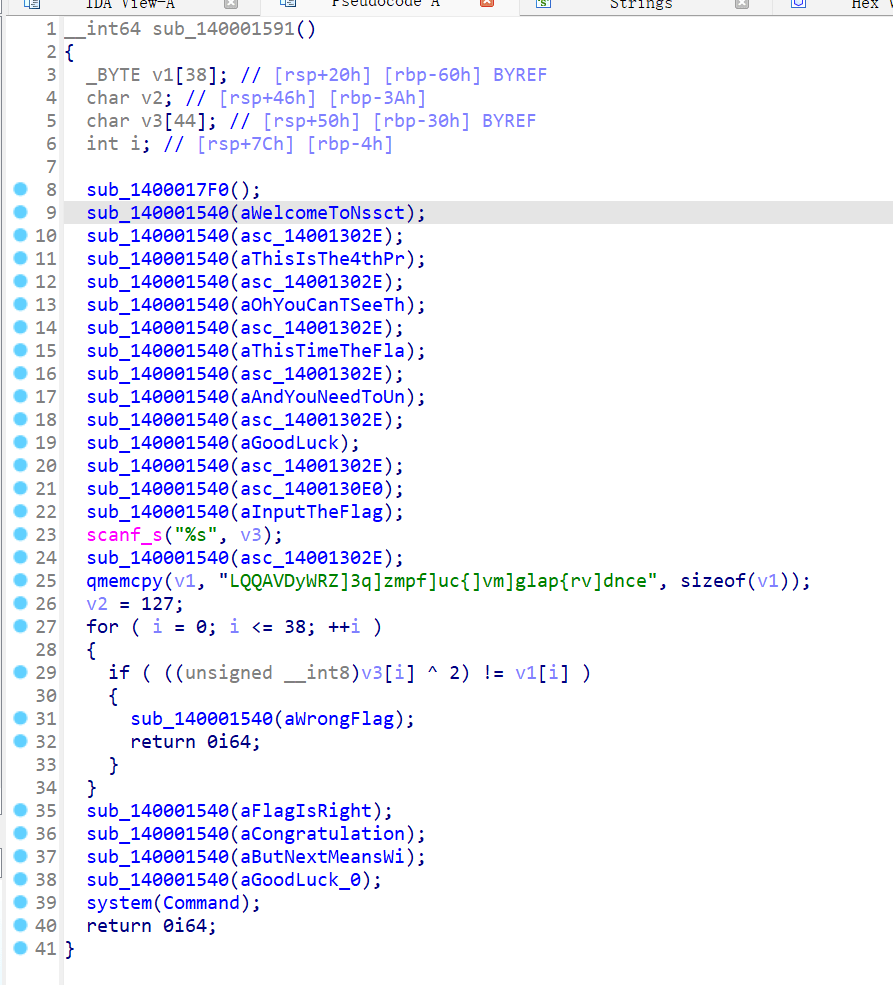 IDA View-A Pseudocode A Strings Hex V
1 __int64 sub_140001591()
2 {
3 _BYTE v1[38]; // [rsp+20h] [rbp-60h] BYREF
4 char v2; // [rsp+46h] [rbp-3Ah]
5 char v3[44]; // [rsp+50h] [rbp-30h] BYREF
6 int i; // [rsp+7Ch] [rbp-4h]
7
8 sub_1400017F0();
9 sub_140001540(aWelcomeToNssct);
10 sub_140001540(asc_14001302E);
11 sub_140001540(aThisIsThe4thPr);
12 sub_140001540(asc_14001302E);
13 sub_140001540(aOhYouCanTSeeTh);
14 sub_140001540(asc_14001302E);
15 sub_140001540(aThisTimeTheFla);
16 sub_140001540(asc_14001302E);
17 sub_140001540(aAndYouNeedToUn);
18 sub_140001540(asc_14001302E);
19 sub_140001540(aGoodLuck);
20 sub_140001540(asc_14001302E);
21 sub_140001540(asc_1400130E0);
22 sub_140001540(aInputTheFlag);
23 scanf_s("%s", v3);
24 sub_140001540(asc_14001302E);
25 qmemcpy(v1, "LQQAVDyWRZ]3q]zmpf]uc{]vm]glap{rv]dnce", sizeof(v1));
26 v2 = 127;
27 for ( i = 0; i <= 38; ++i )
28 {
29 if ( ((unsigned __int8)v3[i] ^ 2) != v1[i] )
30 {
31 sub_140001540(aWrongFlag);
32 return 0i64;
33 }
34 }
35 sub_140001540(aFlagIsRight);
36 sub_140001540(aCongratulation);
37 sub_140001540(aButNextMeansWi);
38 sub_140001540(aGoodLuck_0);
39 system(Command);
40 return 0i64;
41 }